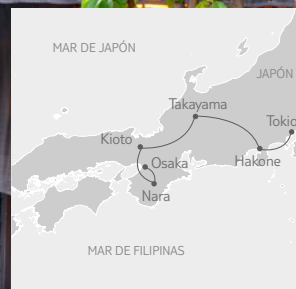 MAR DE JAPÓN
JAPÓN
Takayama
Tokio
Kioto
Osaka
Hakone
Nara
MAR DE FILIPINAS